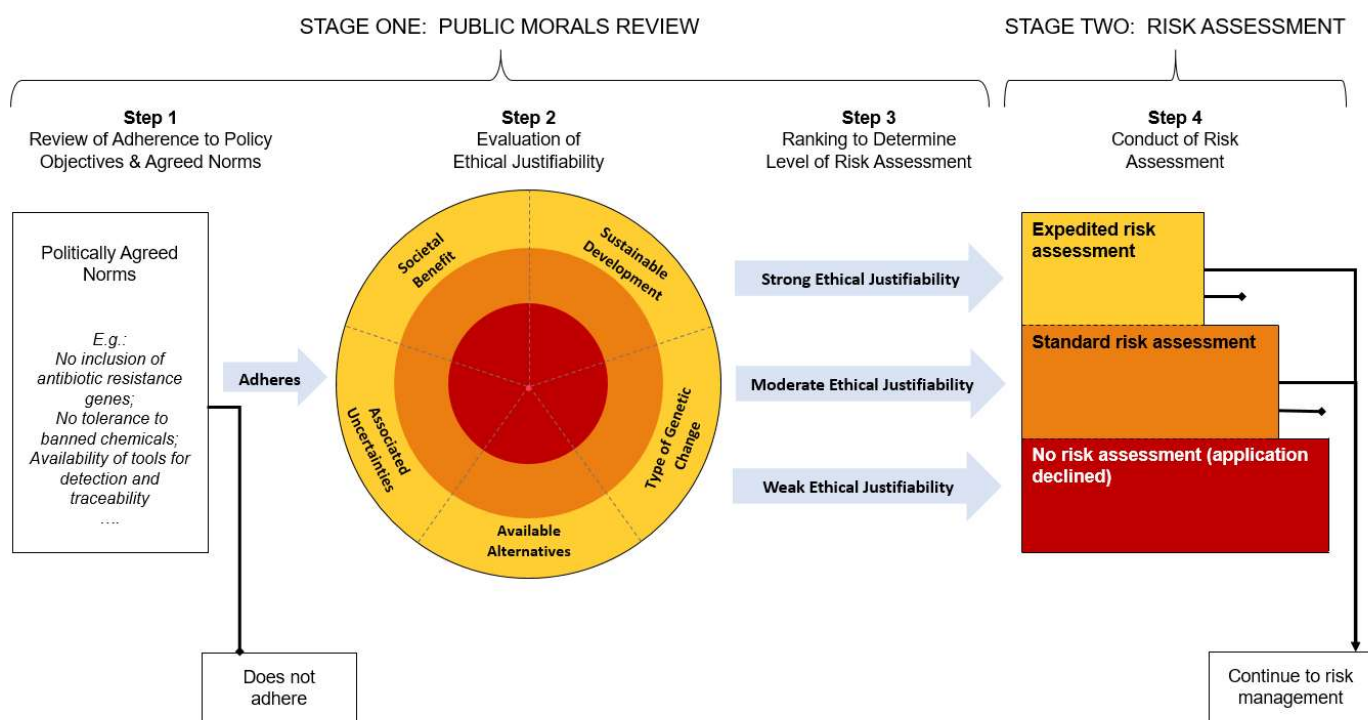 STAGE ONE:  PUBLIC MORALS REVIEW
STAGE TWO:  RISK ASSESSMENT
Step 1
Review of Adherence to Policy
Objectives & Agreed Norms
Step 2
Evaluation of
Ethical Justifiability
Step 3
Ranking to Determine
Level of Risk Assessment
Step 4
Conduct of Risk
Assessment
Politically Agreed
Norms
E.g.:
No inclusion of
antibiotic resistance
genes;
No tolerance to
banned chemicals;
Availability of tools for
detection and
traceability
….
Adheres
Societal
Benefit
Sustainable
Development
Associated
Uncertainties
Type of Genetic
Change
Available
Alternatives
Strong Ethical Justifiability
Moderate Ethical Justifiability
Weak Ethical Justifiability
Expedited risk
assessment
Standard risk assessment
No risk assessment (application
declined)
Does not
adhere
Continue to risk
management